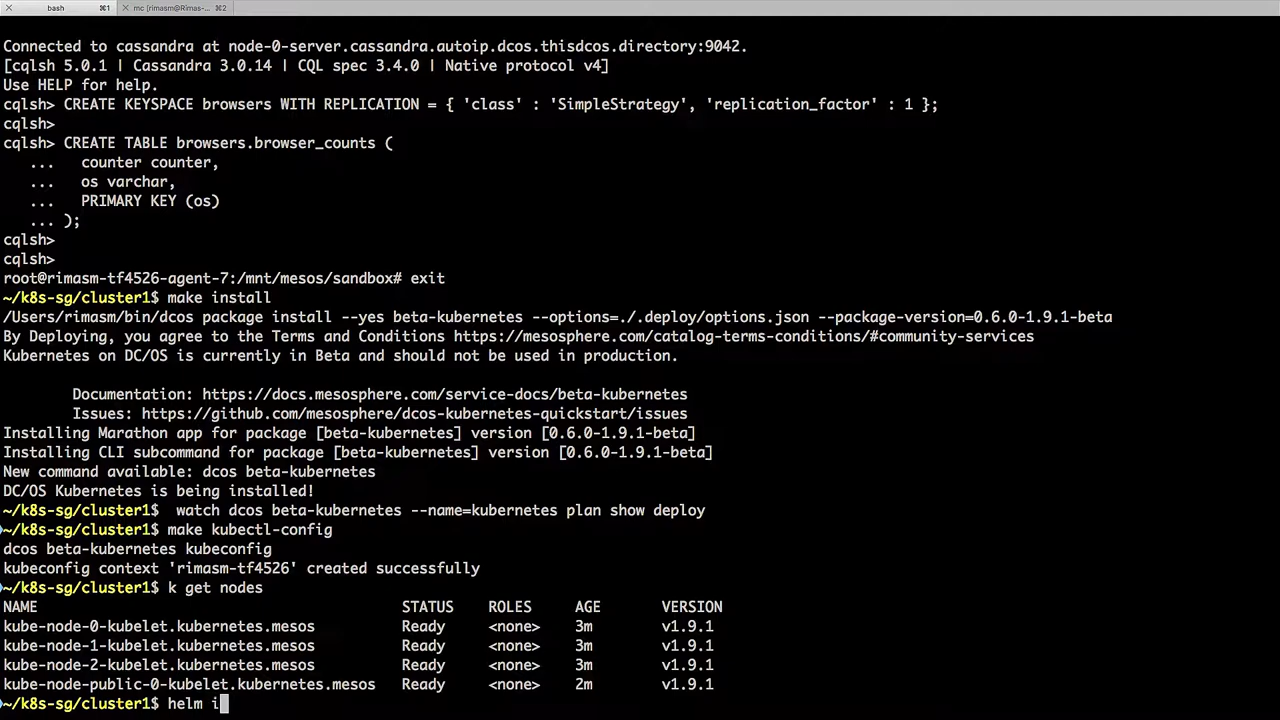 bash ⌘1 mc [rimasm@Rimas-... ⌘2
Connected to cassandra at node-0-server.cassandra.autoip.dcos.thisdcos.directory:9042.
[cqlsh 5.0.1 | Cassandra 3.0.14 | CQL spec 3.4.0 | Native protocol v4]
Use HELP for help.
cqlsh> CREATE KEYSPACE browsers WITH REPLICATION = { 'class' : 'SimpleStrategy', 'replication_factor' : 1 };
cqlsh>
cqlsh> CREATE TABLE browsers.browser_counts (
   ...   counter counter,
   ...   os varchar,
   ...   PRIMARY KEY (os)
   ... );
cqlsh>
cqlsh>
root@rimasm-tf4526-agent-7:/mnt/mesos/sandbox# exit
~/k8s-sg/cluster1$ make install
/Users/rimasm/bin/dcos package install --yes beta-kubernetes --options=./.deploy/options.json --package-version=0.6.0-1.9.1-beta
By Deploying, you agree to the Terms and Conditions https://mesosphere.com/catalog-terms-conditions/#community-services
Kubernetes on DC/OS is currently in Beta and should not be used in production.
        Documentation: https://docs.mesosphere.com/service-docs/beta-kubernetes
        Issues: https://github.com/mesosphere/dcos-kubernetes-quickstart/issues
Installing Marathon app for package [beta-kubernetes] version [0.6.0-1.9.1-beta]
Installing CLI subcommand for package [beta-kubernetes] version [0.6.0-1.9.1-beta]
New command available: dcos beta-kubernetes
DC/OS Kubernetes is being installed!
~/k8s-sg/cluster1$  watch dcos beta-kubernetes --name=kubernetes plan show deploy
~/k8s-sg/cluster1$ make kubectl-config
dcos beta-kubernetes kubeconfig
kubeconfig context 'rimasm-tf4526' created successfully
~/k8s-sg/cluster1$ k get nodes
NAME                                          STATUS    ROLES     AGE       VERSION
kube-node-0-kubelet.kubernetes.mesos          Ready     <none>    3m        v1.9.1
kube-node-1-kubelet.kubernetes.mesos          Ready     <none>    3m        v1.9.1
kube-node-2-kubelet.kubernetes.mesos          Ready     <none>    3m        v1.9.1
kube-node-public-0-kubelet.kubernetes.mesos   Ready     <none>    2m        v1.9.1
~/k8s-sg/cluster1$ helm i